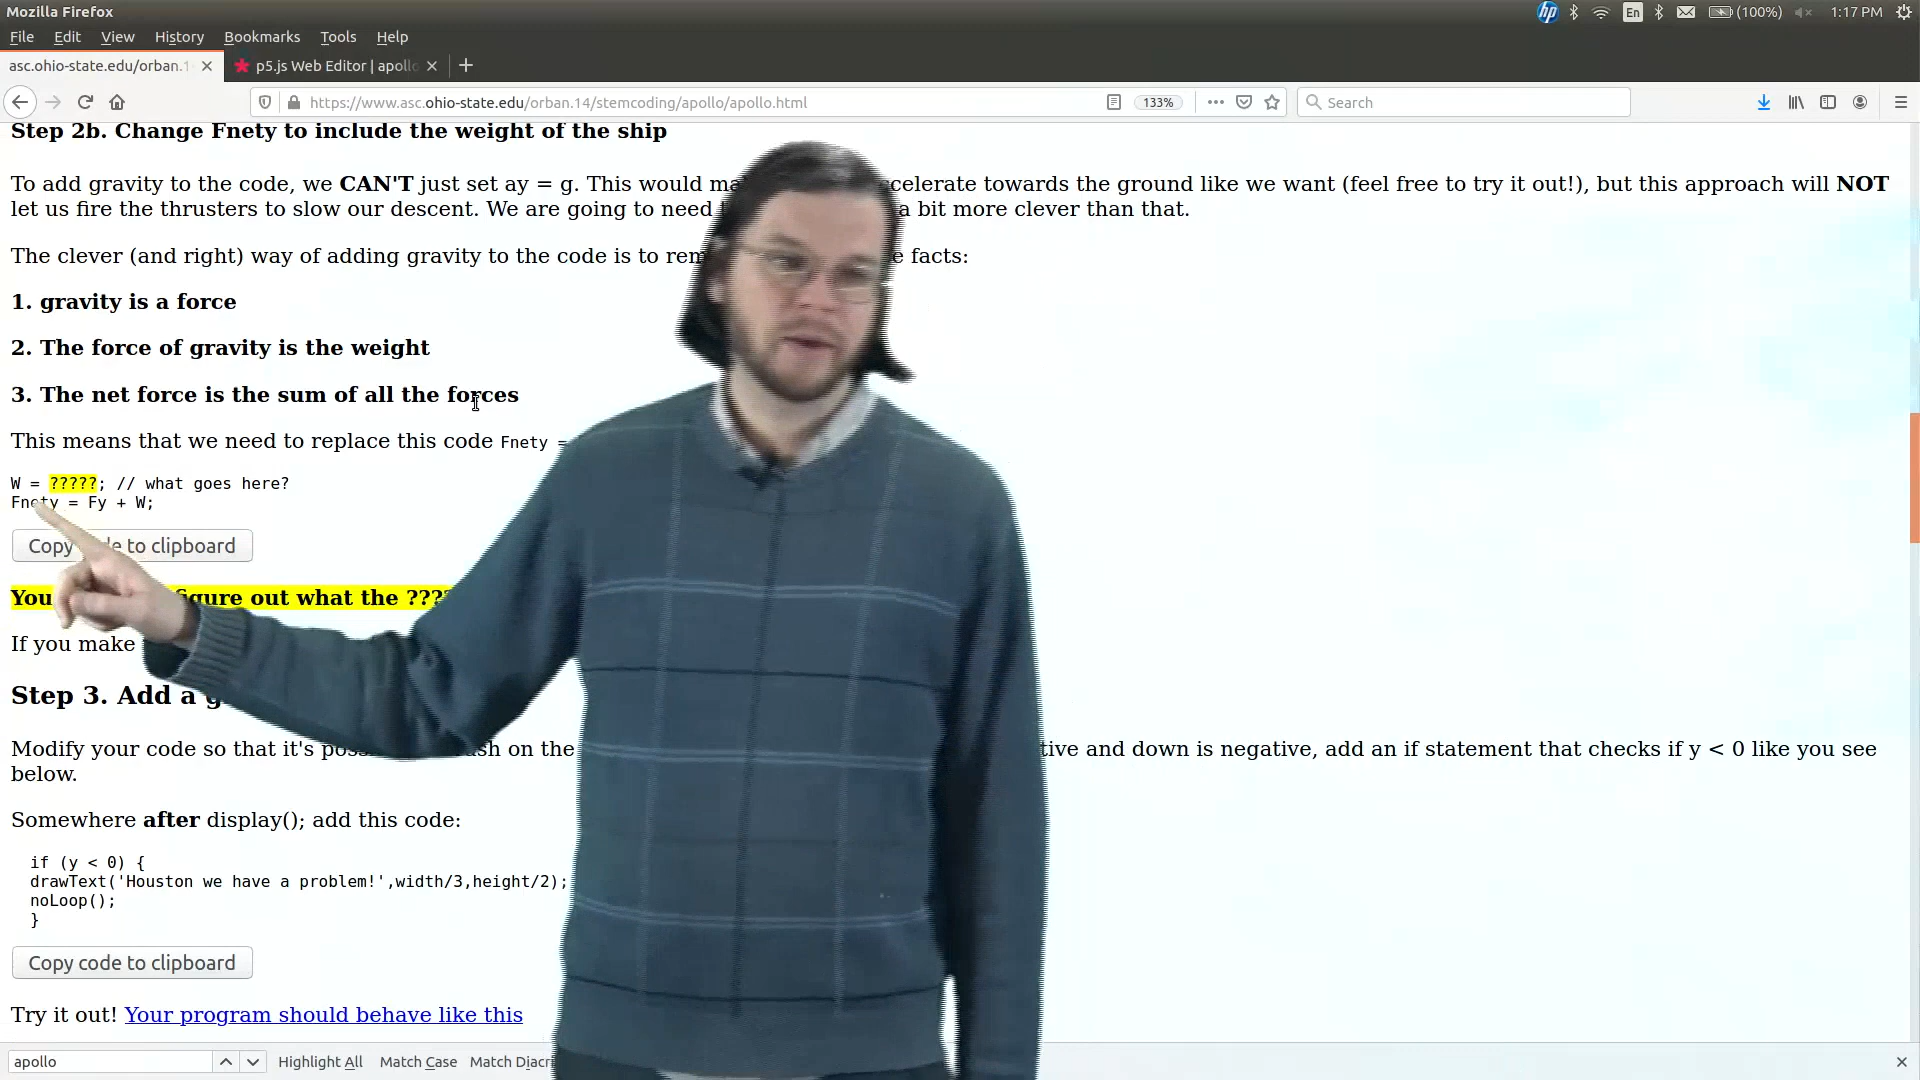 Mozilla Firefox
En
(100%)
1:17 PM
File Edit View History Bookmarks Tools Help
asc.ohio-state.edu/orban.1
p5.js Web Editor | apollo
https://www.asc.ohio-state.edu/orban.14/stemcoding/apollo/apollo.html
133%
Search
Step 2b. Change Fnety to include the weight of the ship
To add gravity to the code, we CAN'T just set ay = g. This would celerate towards the ground like we want (feel free to try it out!), but this approach will NOT
let us fire the thrusters to slow our descent. We are going to need a bit more clever than that.
The clever (and right) way of adding gravity to the code is to facts:
1. gravity is a force
2. The force of gravity is the weight
3. The net force is the sum of all the forces
This means that we need to replace this code Fnety =
W = ?????; // what goes here?
Fnety = Fy + W;
Copy code to clipboard
You figure out what the ????
If you make
Step 3. Add a g
Modify your code so that it's on the tive and down is negative, add an if statement that checks if y < 0 like you see
below.
Somewhere after display(); add this code:
if (y < 0) {
drawText('Houston we have a problem!',width/3,height/2);
noLoop();
}
Copy code to clipboard
Try it out! Your program should behave like this
apollo
Highlight All Match Case Match Diacri